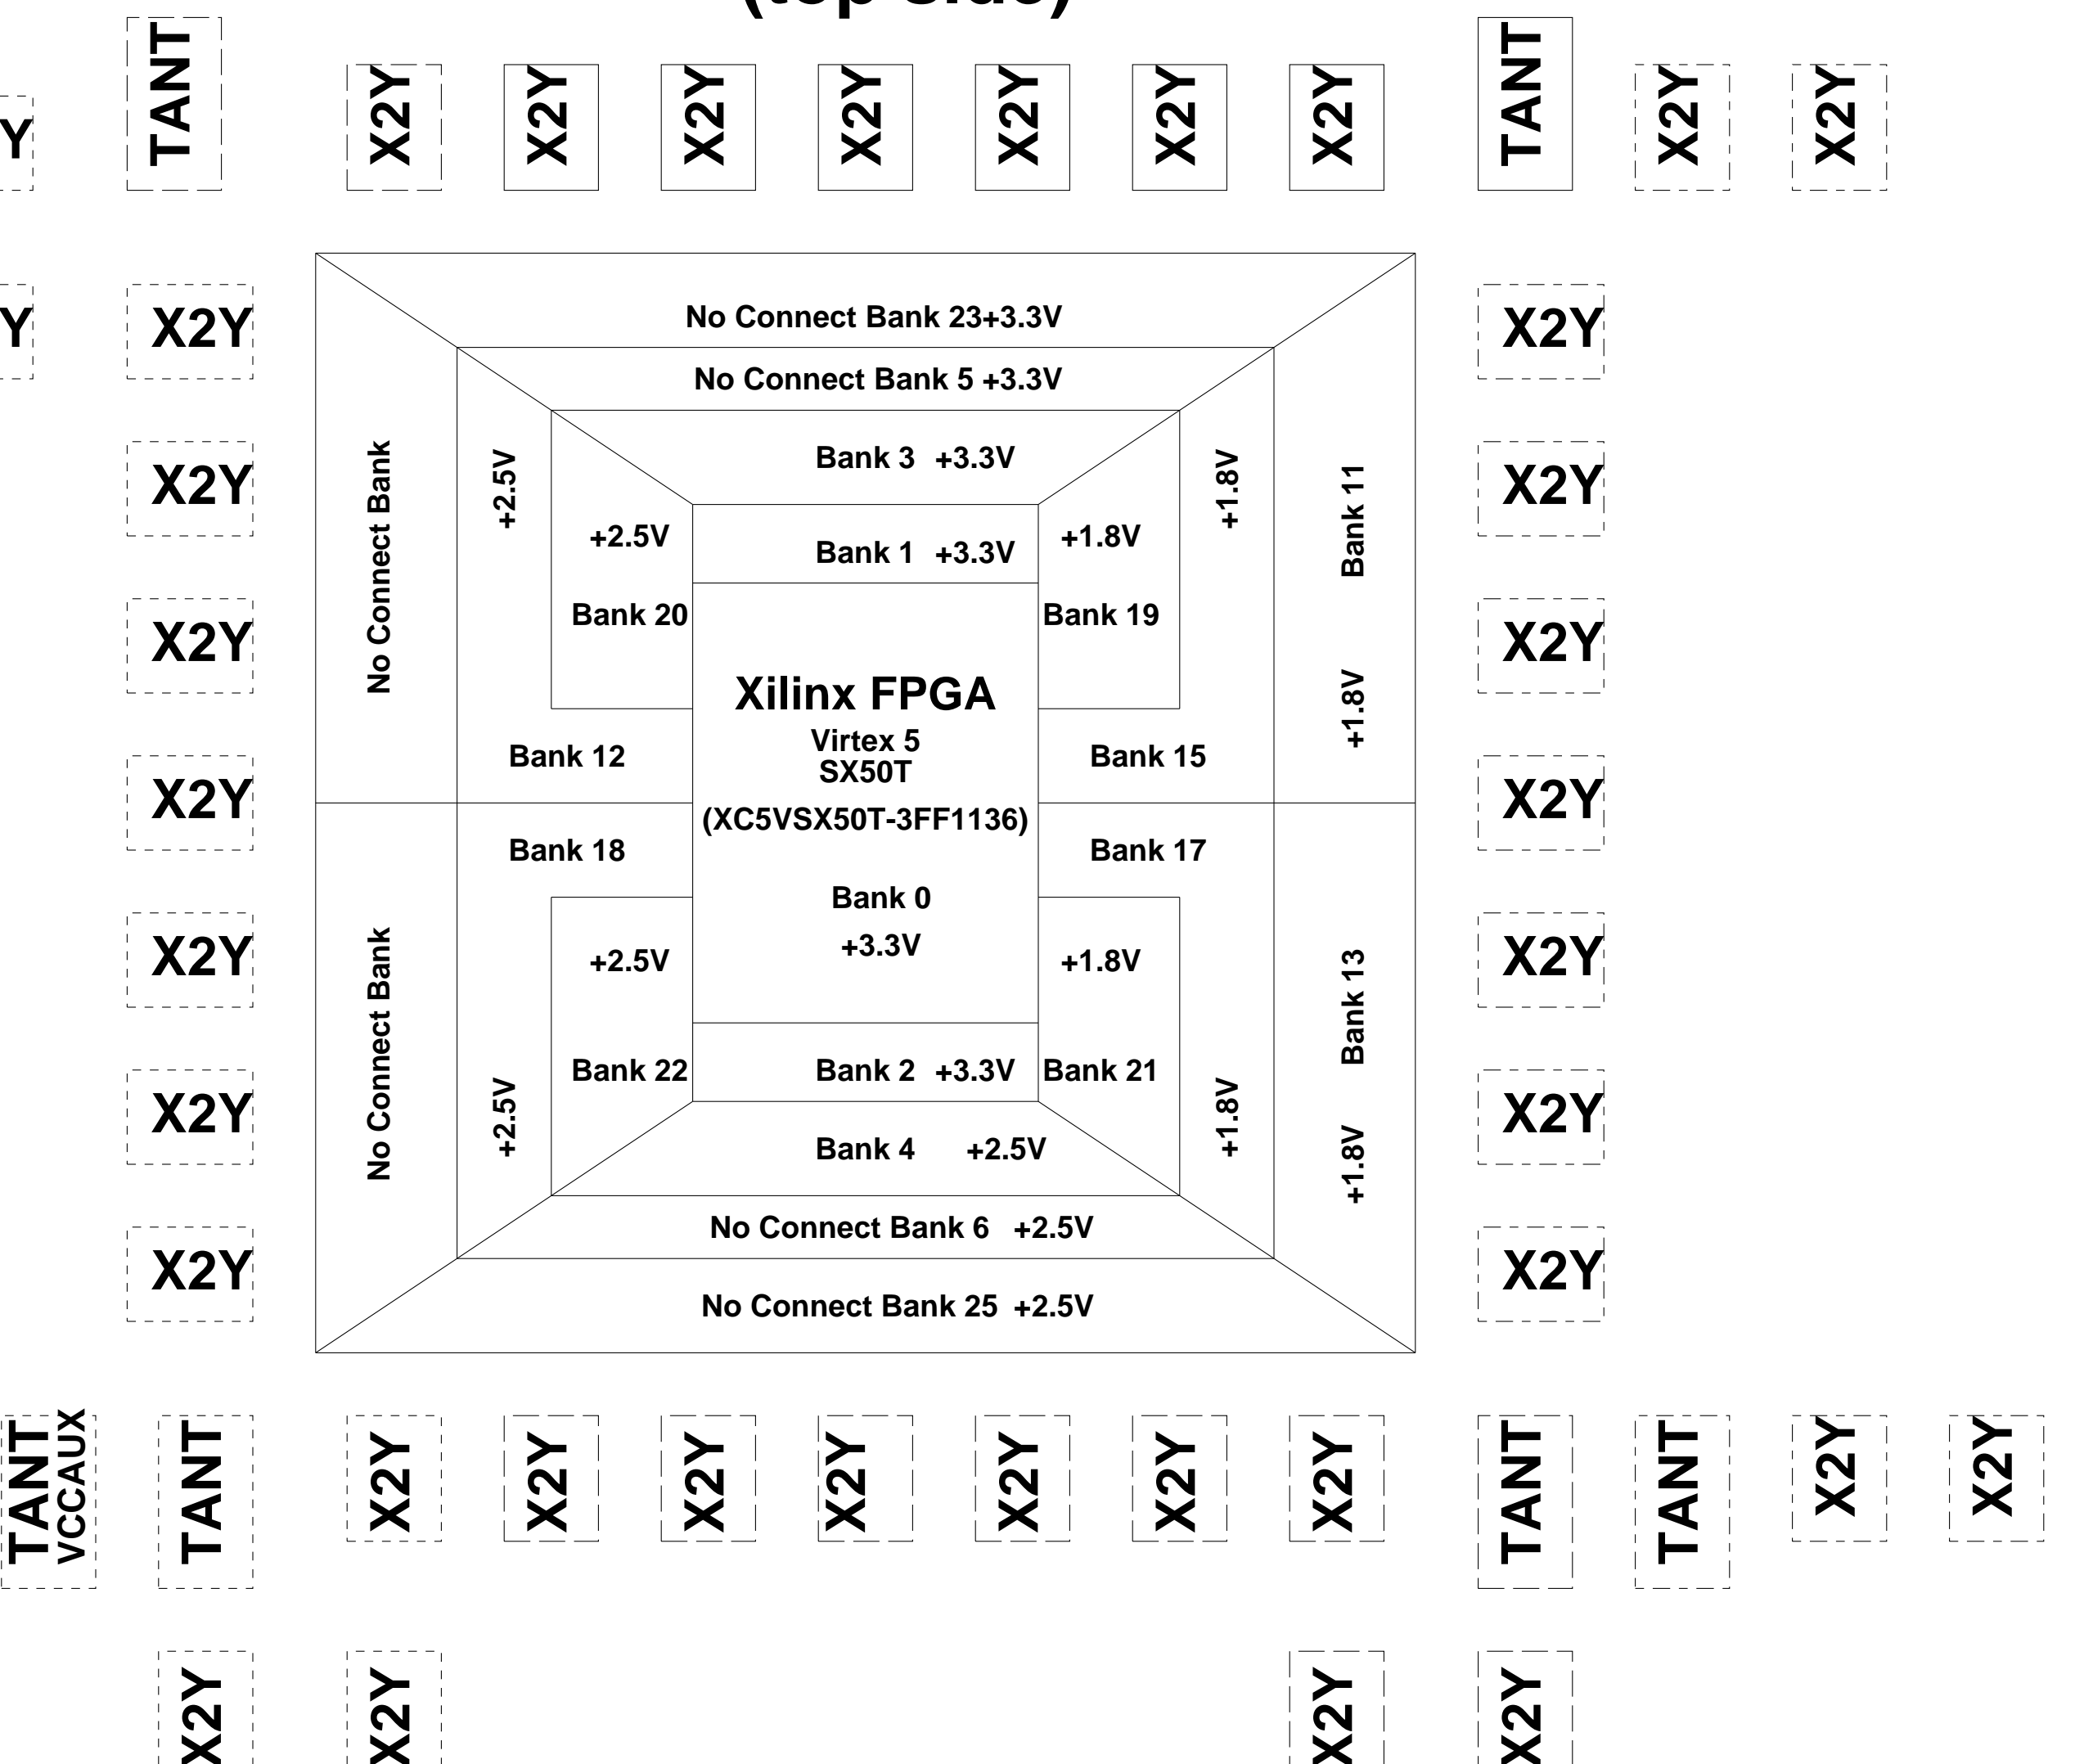 (top side)
TANT
X2Y
X2Y
X2Y
X2Y
X2Y
X2Y
X2Y
TANT
X2Y
X2Y
Y
Y
X2Y
X2Y
X2Y
X2Y
X2Y
X2Y
X2Y
No Connect Bank 23+3.3V
No Connect Bank 5 +3.3V
Bank 3 +3.3V
Bank 1 +3.3V
No Connect Bank
+2.5V
+2.5V
Bank 20
Bank 12
+1.8V
Bank 19
+1.8V
Bank 15
Bank 11
+1.8V
Xilinx FPGA
Virtex 5
SX50T
(XC5VSX50T-3FF1136)
Bank 0
+3.3V
No Connect Bank
Bank 18
+2.5V
+2.5V
Bank 22
Bank 17
+1.8V
Bank 21
+1.8V
Bank 13
+1.8V
Bank 2 +3.3V
Bank 4 +2.5V
No Connect Bank 6 +2.5V
No Connect Bank 25 +2.5V
X2Y
X2Y
X2Y
X2Y
X2Y
X2Y
X2Y
TANT
VCCAUX
TANT
X2Y
X2Y
X2Y
X2Y
X2Y
X2Y
X2Y
TANT
TANT
X2Y
X2Y
X2Y
X2Y
X2Y
X2Y